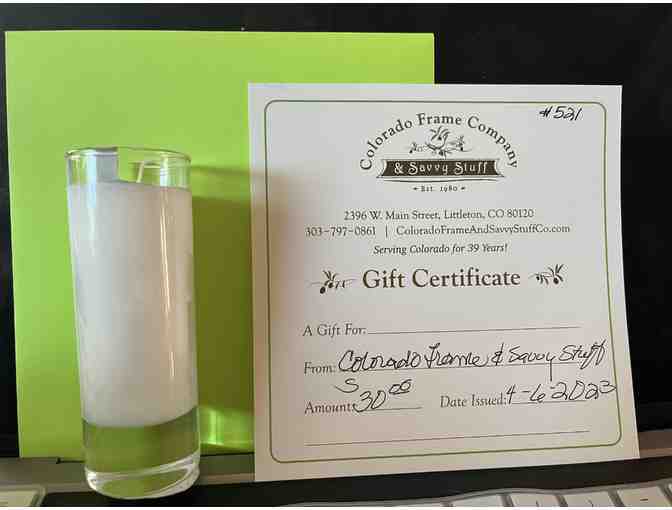 #521
Colorado Frame Company
& Savvy Stuff
Est. 1980
2396 W. Main Street, Littleton, CO 80120
303-797-0861 | ColoradoFrameAndSavvyStuffCo.com
Serving Colorado for 39 Years!
Gift Certificate
A Gift For:
From: Colorado Frame & Savvy Stuff
Amount: $30.00 Date Issued: 4-6-2023